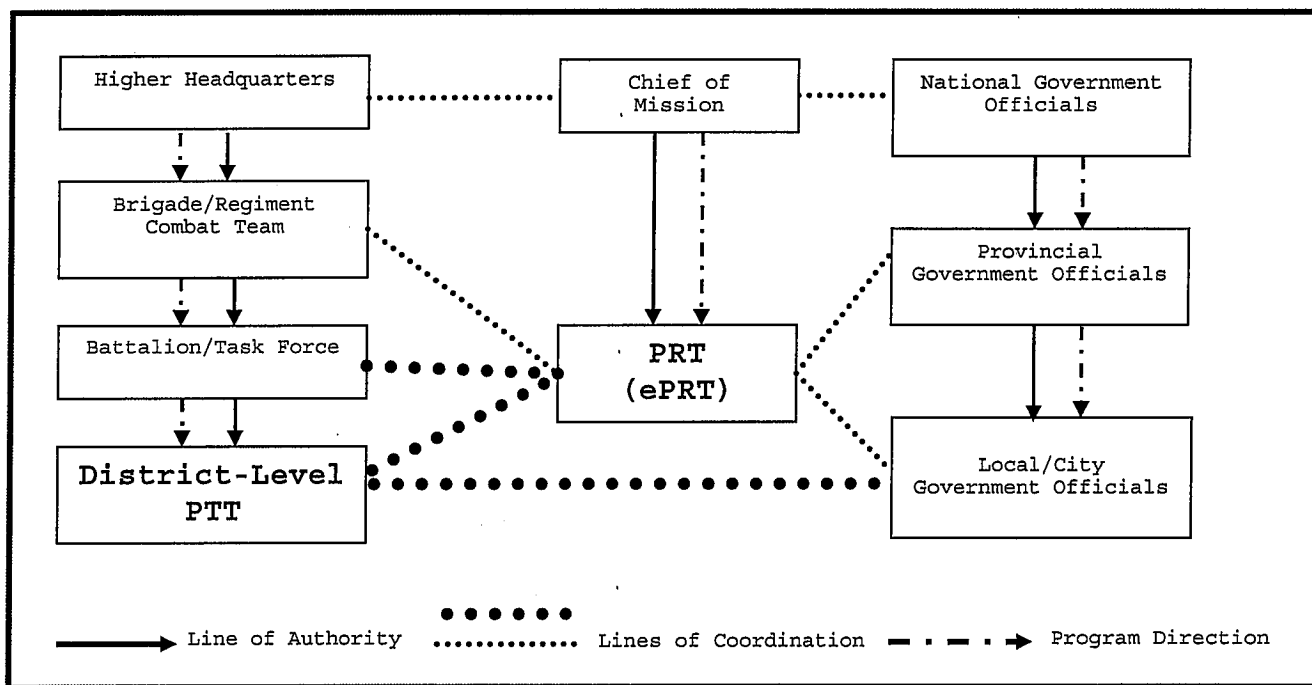 Higher Headquarters
Chief of
Mission
National Government
Officials
Brigade/Regiment
Combat Team
Provincial
Government Officials
Battalion/Task Force
PRT
(ePRT)
District-Level
PTT
Local/City
Government Officials
Line of Authority
Lines of Coordination
Program Direction